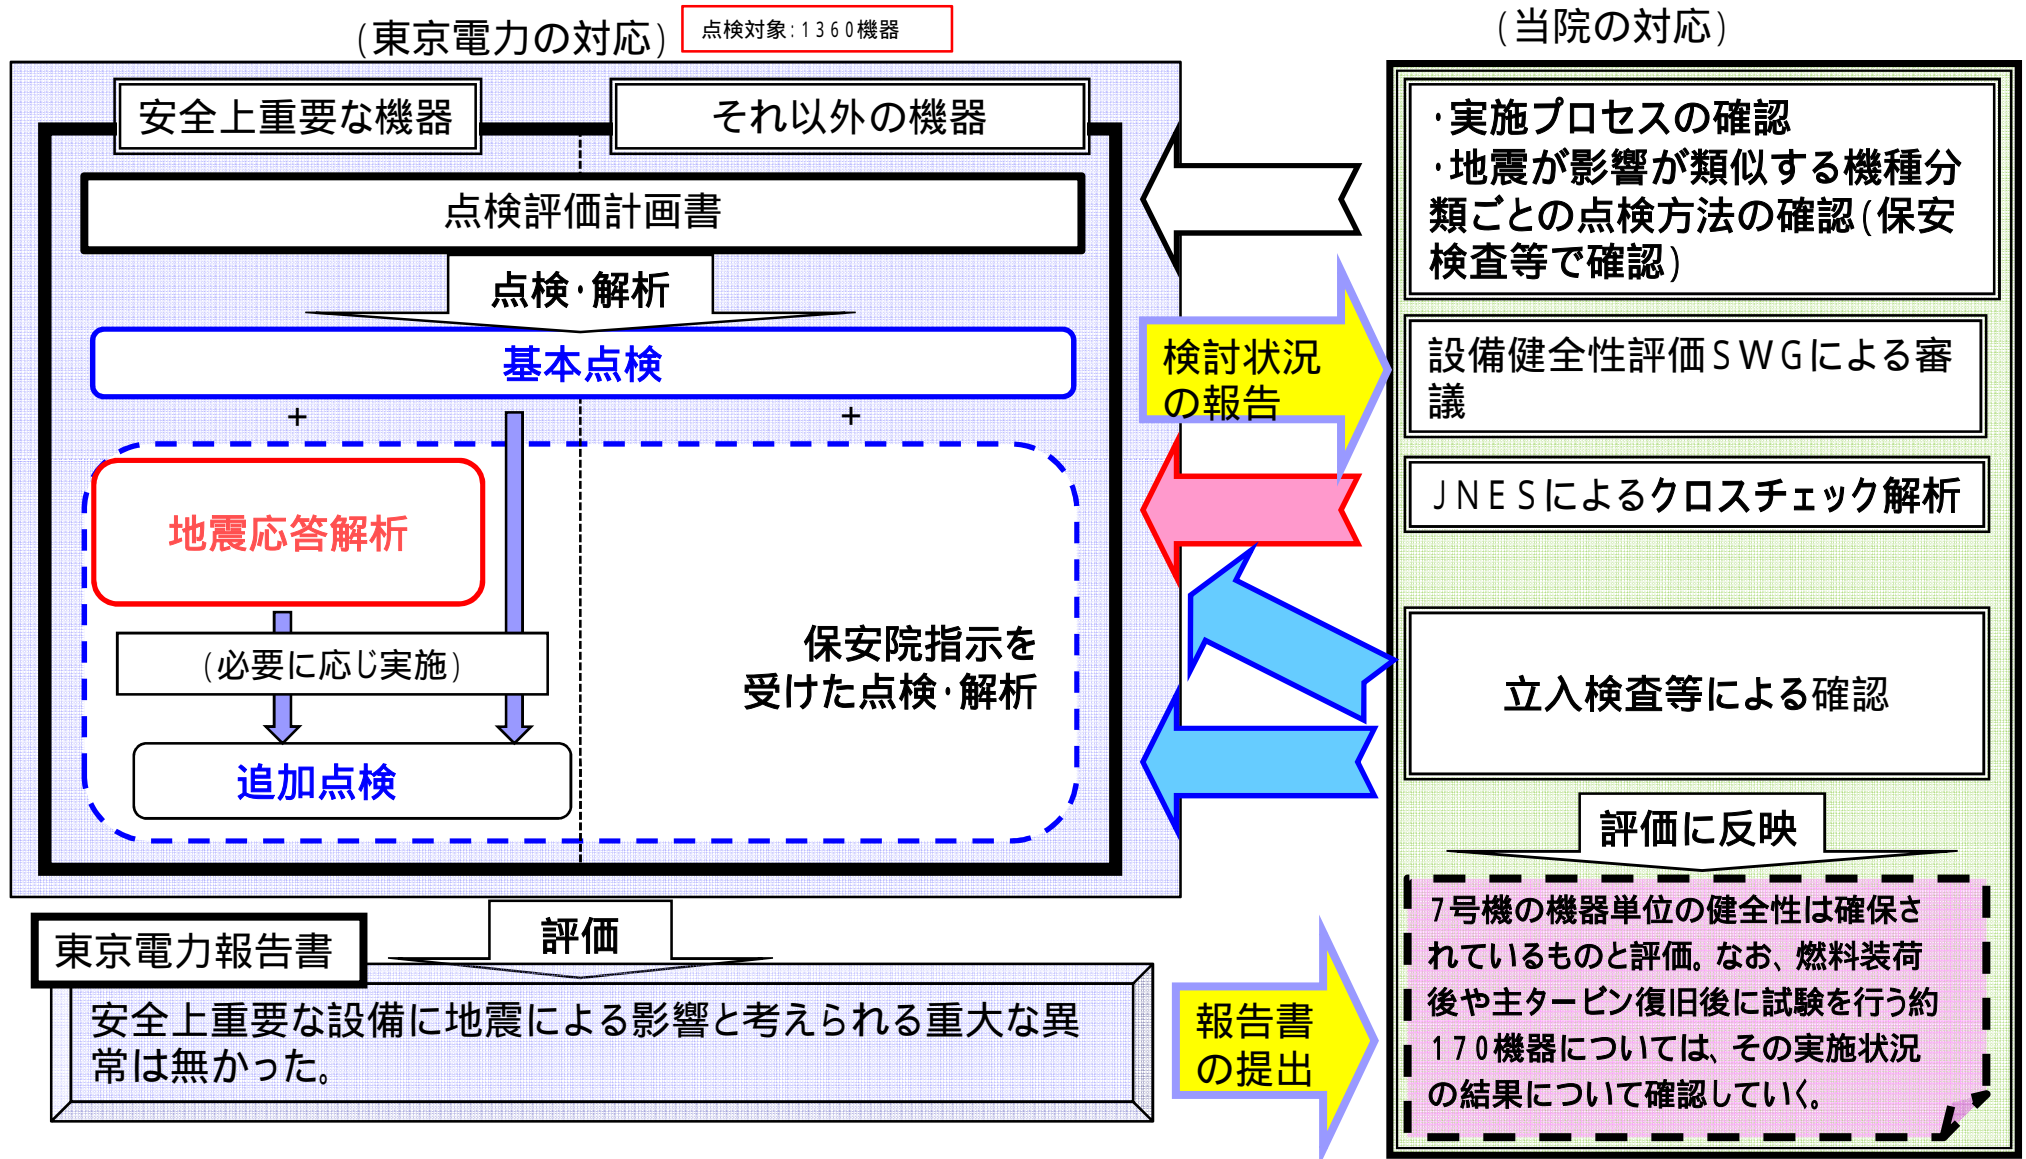 (東京電力の対応)
点検対象:1360機器
安全上重要な機器
それ以外の機器
点検評価計画書
点検・解析
基本点検
+
+
地震応答解析
(必要に応じ実施)
追加点検
保安院指示を
受けた点検・解析
評価
東京電力報告書
安全上重要な設備に地震による影響と考えられる重大な異
常は無かった。
検討状況
の報告
報告書
の提出
(当院の対応)
・実施プロセスの確認
・地震が影響が類似する機種分
類ごとの点検方法の確認(保安
検査等で確認)
設備健全性評価SWGによる審
議
JNESによるクロスチェック解析
立入検査等による確認
評価に反映
7号機の機器単位の健全性は確保さ
れているものと評価。なお、燃料装荷
後や主タービン復旧後に試験を行う約
170機器については、その実施状況
の結果について確認していく。